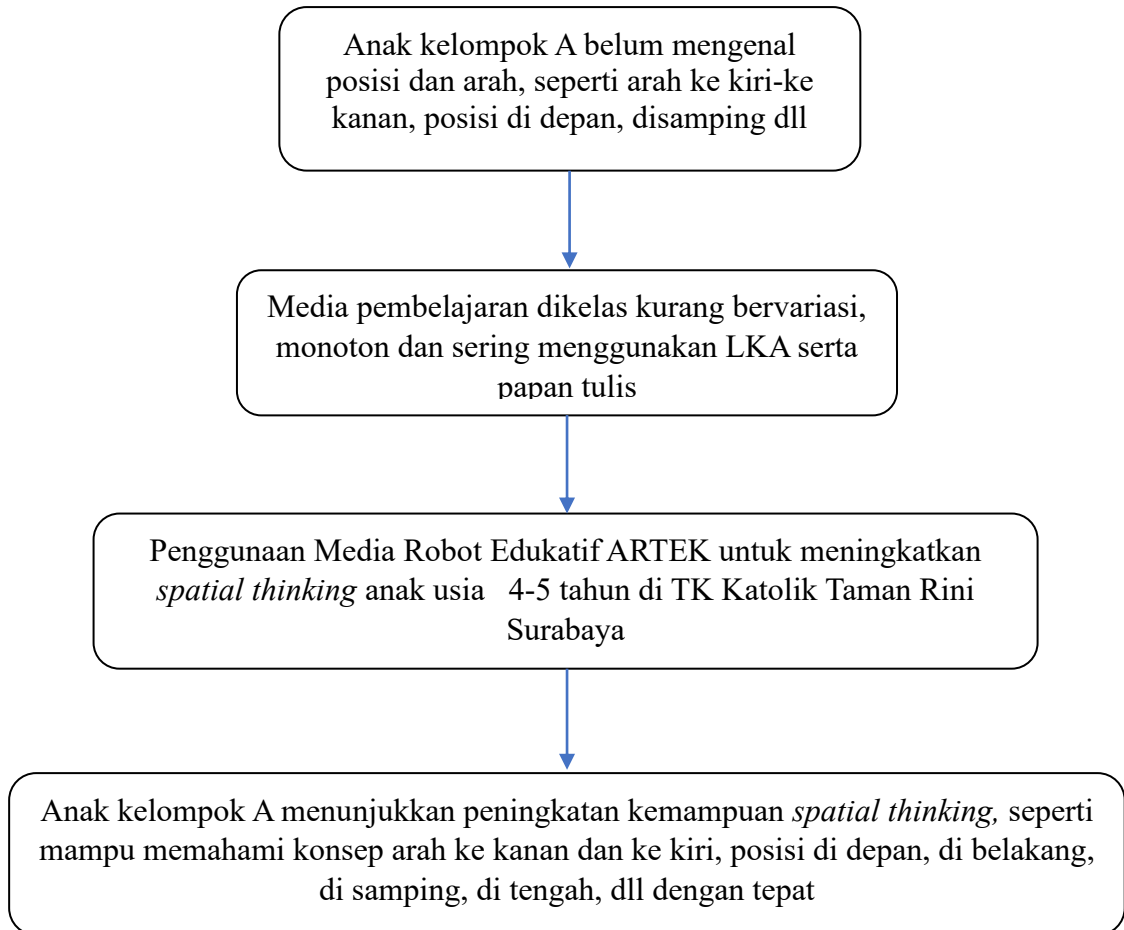 Anak kelompok A belum mengenal
posisi dan arah, seperti arah ke kiri-ke
kanan, posisi di depan, disamping dll
Media pembelajaran dikelas kurang bervariasi,
monoton dan sering menggunakan LKA serta
papan tulis
Penggunaan Media Robot Edukatif ARTEK untuk meningkatkan
spatial thinking anak usia 4-5 tahun di TK Katolik Taman Rini
Surabaya
Anak kelompok A menunjukkan peningkatan kemampuan spatial thinking, seperti
mampu memahami konsep arah ke kanan dan ke kiri, posisi di depan, di belakang,
di samping, di tengah, dll dengan tepat